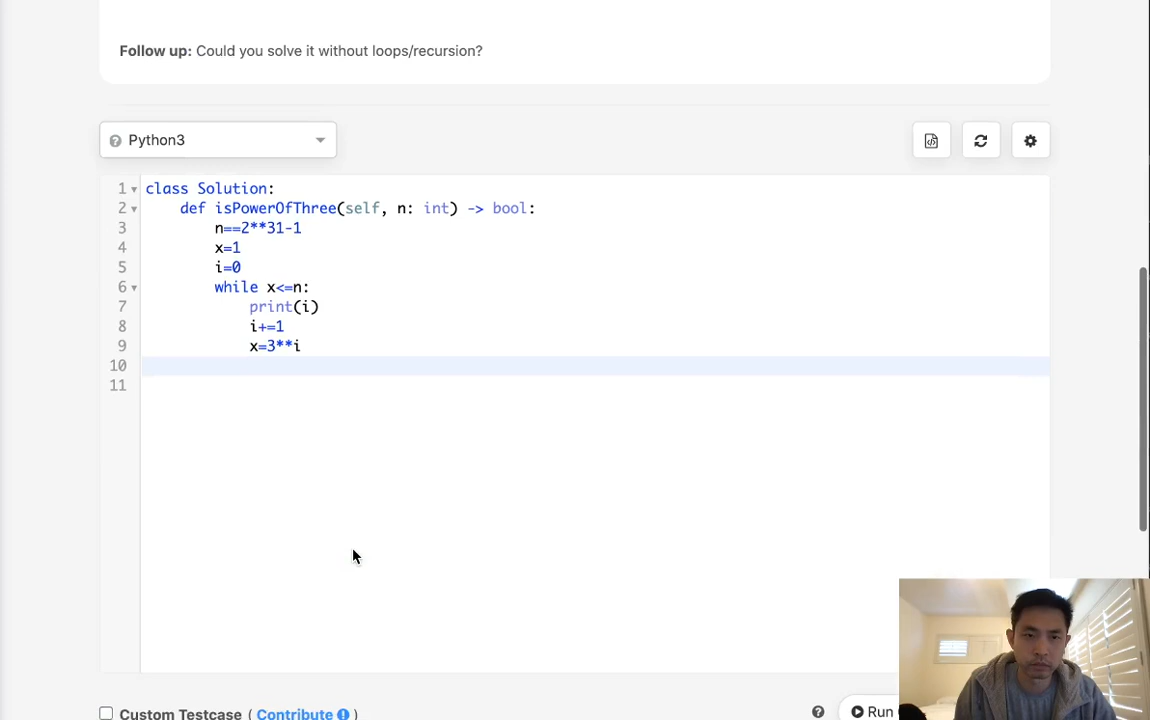 Follow up: Could you solve it without loops/recursion?
Python3
1 class Solution:
2 def isPowerOfThree(self, n: int) -> bool:
3 n==2**31-1
4 x=1
5 i=0
6 while x<=n:
7 print(i)
8 i+=1
9 x=3**i
10
11
Custom Testcase ( Contribute )
Run